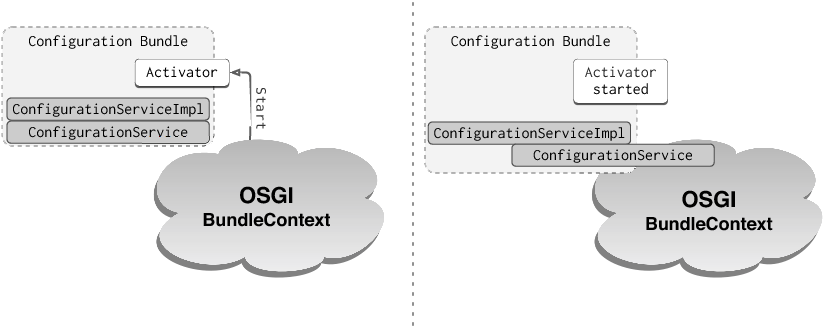 Configuration Bundle
Activator
ConfigurationServiceImpl
ConfigurationService
Start
OSGI
BundleContext
Configuration Bundle
Activator
started
ConfigurationServiceImpl
ConfigurationService
OSGI
BundleContext